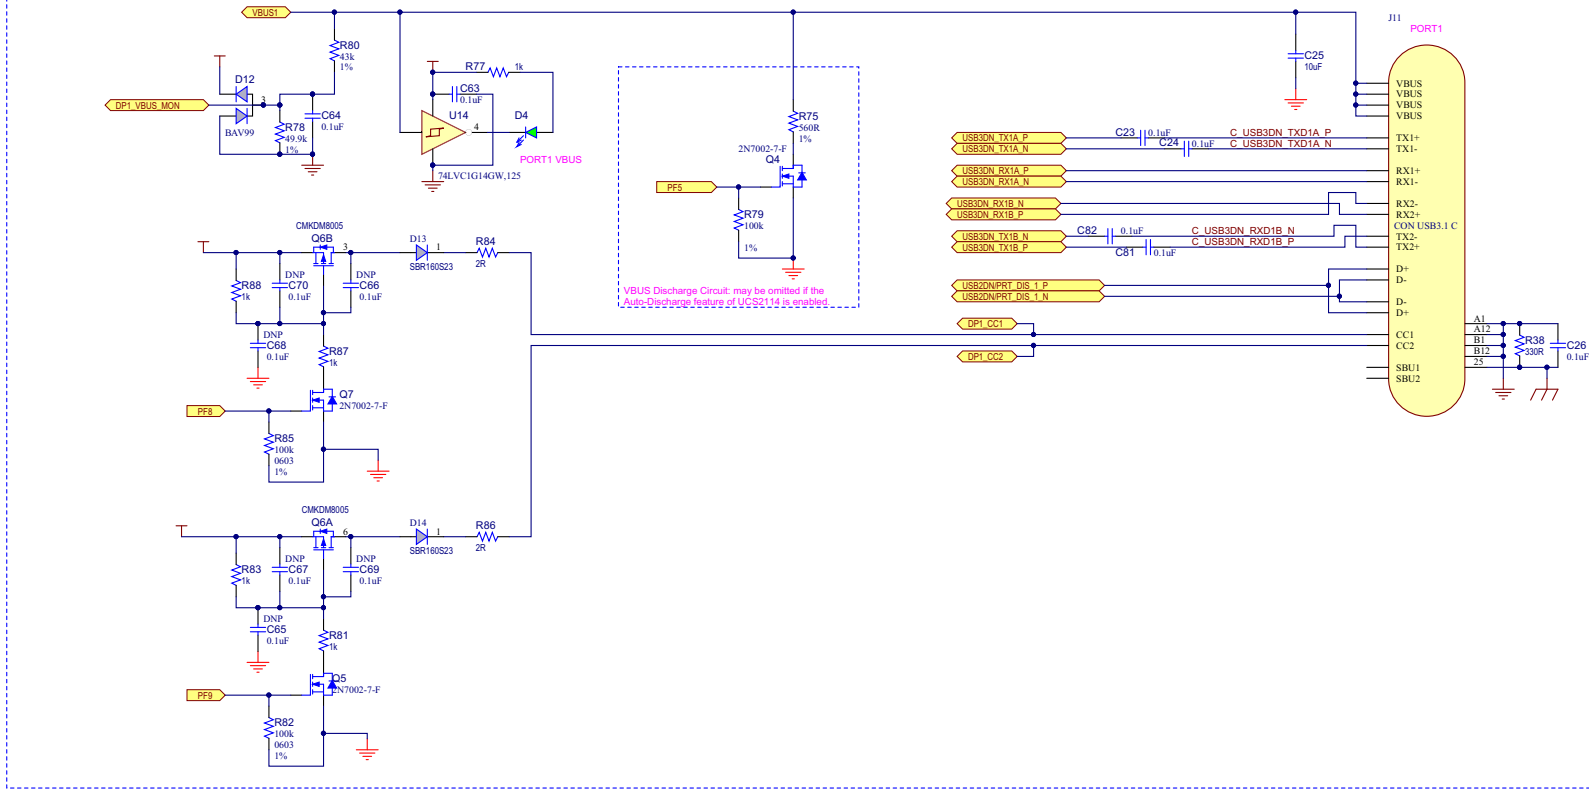 VBUS1
R80
43k
1%
D12
3
DP1_VBUS_MON
BAV99
R78
49.9k
1%
C64
0.1uF
R77
1k
C63
0.1uF
U14
4
D4
PORT1 VBUS
74LVC1G14GW,125
R75
560R
1%
2N7002-7-F
Q4
PF5
R79
100k
1%
VBUS Discharge Circuit: may be omitted if the
Auto-Discharge feature of UCS2114 is enabled.
C25
10uF
J11
PORT1
VBUS
VBUS
VBUS
VBUS
USB3DN_TX1A_P
C23
0.1uF
C_USB3DN_TXD1A_P
TX1+
USB3DN_TX1A_N
C24
0.1uF
C_USB3DN_TXD1A_N
TX1-
USB3DN_RX1A_P
RX1+
USB3DN_RX1A_N
RX1-
USB3DN_RX1B_N
RX2-
USB3DN_RX1B_P
RX2+
CON USB3.1 C
USB3DN_TX1B_N
C82
0.1uF
C_USB3DN_RXD1B_N
TX2-
USB3DN_TX1B_P
C81
0.1uF
C_USB3DN_RXD1B_P
TX2+
D+
USB2DN/PRT_DIS_1_P
D-
USB2DN/PRT_DIS_1_N
D-
D+
DP1_CC1
CC1
DP1_CC2
CC2
SBU1
SBU2
A1
A12
B1
B12
25
R38
330R
C26
0.1uF
CMKDM8005
Q6B
3
D13
1
SBR160S23
R84
2R
R88
1k
DNP
C70
0.1uF
DNP
C66
0.1uF
DNP
C68
0.1uF
R87
1k
Q7
2N7002-7-F
PF8
R85
100k
0603
1%
CMKDM8005
Q6A
6
D14
1
SBR160S23
R86
2R
R83
1k
DNP
C67
0.1uF
DNP
C69
0.1uF
DNP
C65
0.1uF
R81
1k
Q5
2N7002-7-F
PF9
R82
100k
0603
1%